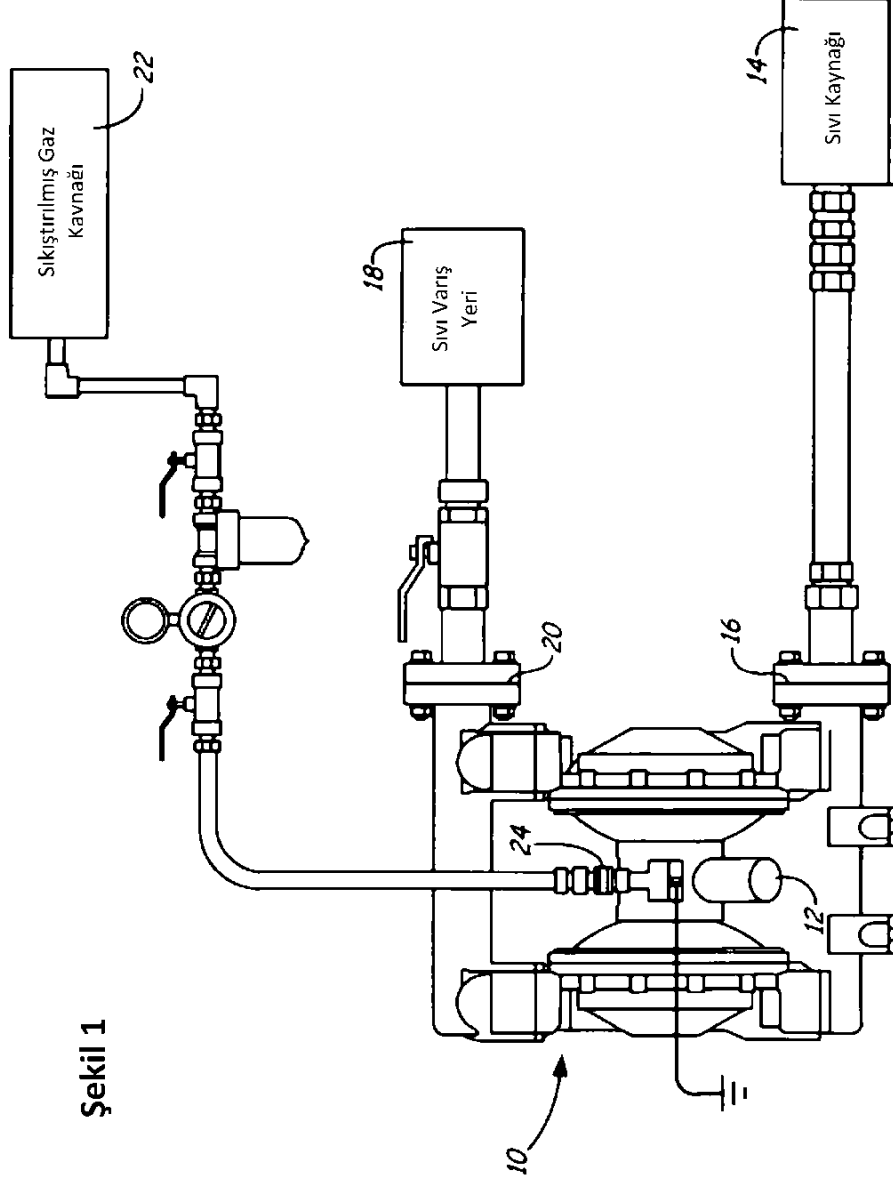 Şekil 1
Sıkıştırılmış Gaz
Kavnağı
22
18
Sıvı Varış
Yeri
10
24
20
16
14
12
Sıvı Kaynağı